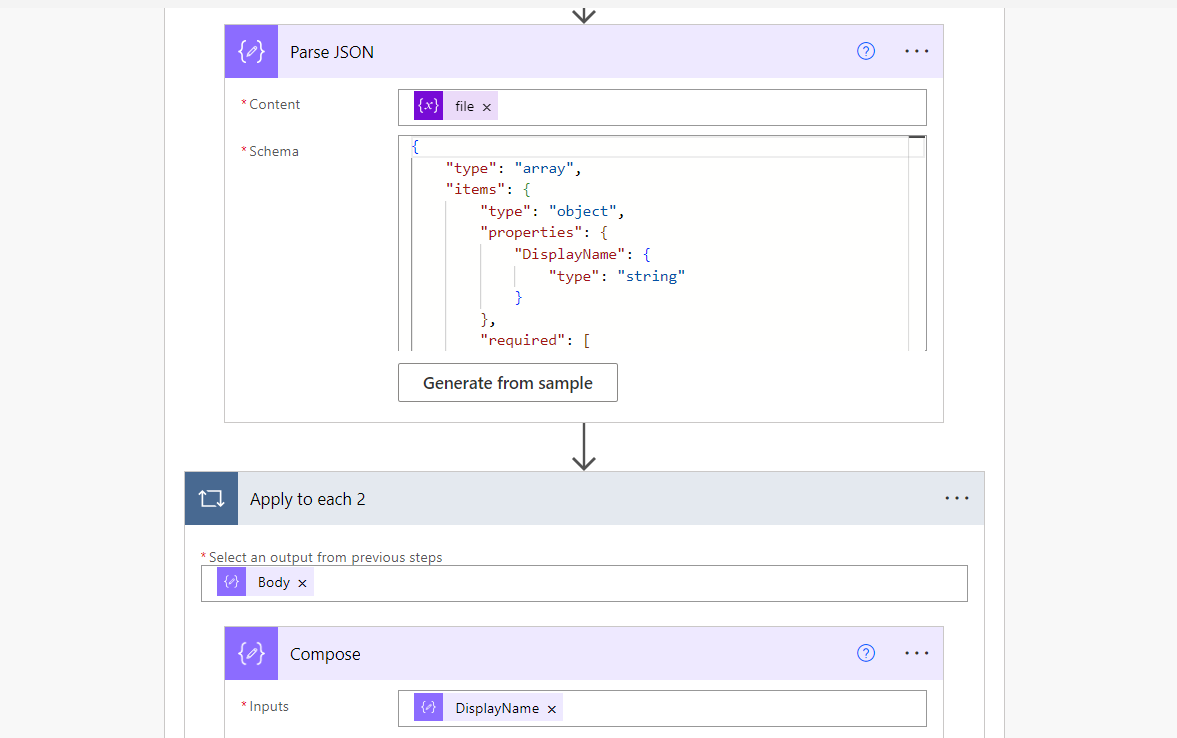 Parse JSON
*Content
file ×
*Schema
{
"type": "array",
"items": {
"type": "object",
"properties": {
"DisplayName": {
"type": "string"
}
},
"required": [
Generate from sample
Apply to each 2
*Select an output from previous steps
Body ×
Compose
*Inputs
DisplayName ×